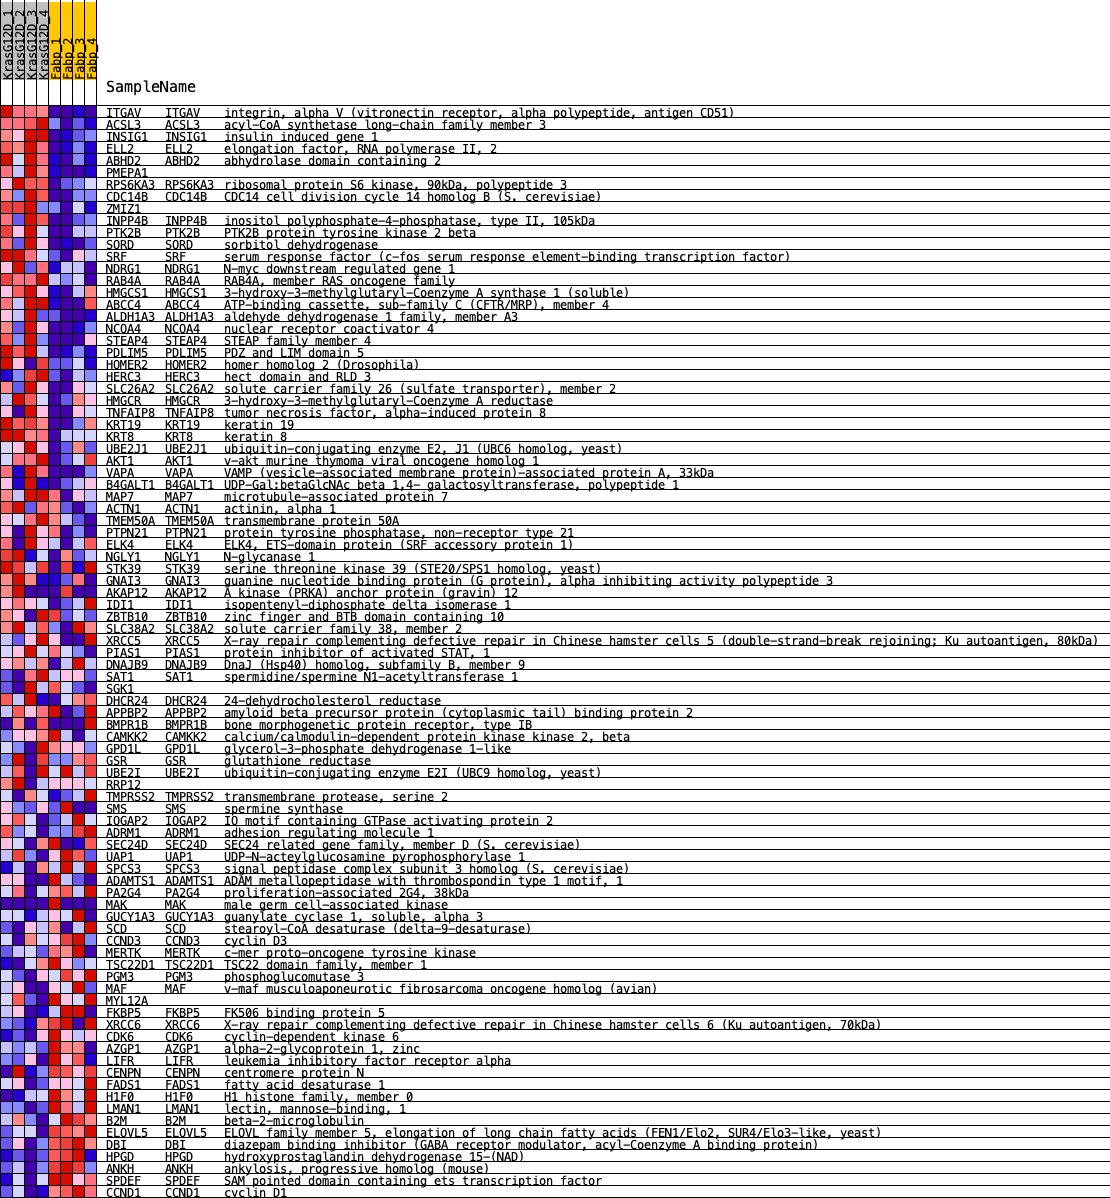 KrasG12D_1
KrasG12D_2
KrasG12D_3
KrasG12D_4
Fabp_1
Fabp_2
Fabp_3
Fabp_4
SampleName
ITGAV ITGAV integrin, alpha V (vitronectin receptor, alpha polypeptide, antigen CD51)
ACSL3 ACSL3 acyl-CoA synthetase long-chain family member 3
INSIG1 INSIG1 insulin induced gene 1
ELL2 ELL2 elongation factor, RNA polymerase II, 2
ABHD2 ABHD2 abhydrolase domain containing 2
PMEPA1
RPS6KA3 RPS6KA3 ribosomal protein S6 kinase, 90kDa, polypeptide 3
CDC14B CDC14B CDC14 cell division cycle 14 homolog B (S. cerevisiae)
ZMIZ1
INPP4B INPP4B inositol polyphosphate-4-phosphatase, type II, 105kDa
PTK2B PTK2B PTK2B protein tyrosine kinase 2 beta
SORD SORD sorbitol dehydrogenase
SRF SRF serum response factor (c-fos serum response element-binding transcription factor)
NDRG1 NDRG1 N-myc downstream regulated gene 1
RAB4A RAB4A RAB4A, member RAS oncogene family
HMGCS1 HMGCS1 3-hydroxy-3-methylglutaryl-Coenzyme A synthase 1 (soluble)
ABCC4 ABCC4 ATP-binding cassette, sub-family C (CFTR/MRP), member 4
ALDH1A3 ALDH1A3 aldehyde dehydrogenase 1 family, member A3
NCOA4 NCOA4 nuclear receptor coactivator 4
STEAP4 STEAP4 STEAP family member 4
PDLIM5 PDLIM5 PDZ and LIM domain 5
HOMER2 HOMER2 homer homolog 2 (Drosophila)
HERC3 HERC3 hect domain and RLD 3
SLC26A2 SLC26A2 solute carrier family 26 (sulfate transporter), member 2
HMGCR HMGCR 3-hydroxy-3-methylglutaryl-Coenzyme A reductase
TNFAIP8 TNFAIP8 tumor necrosis factor, alpha-induced protein 8
KRT19 KRT19 keratin 19
KRT8 KRT8 keratin 8
UBE2J1 UBE2J1 ubiquitin-conjugating enzyme E2, J1 (UBC6 homolog, yeast)
AKT1 AKT1 v-akt murine thymoma viral oncogene homolog 1
VAPA VAPA VAMP (vesicle-associated membrane protein)-associated protein A, 33kDa
B4GALT1 B4GALT1 UDP-Gal:betaGlcNAc beta 1,4- galactosyltransferase, polypeptide 1
MAP7 MAP7 microtubule-associated protein 7
ACTN1 ACTN1 actinin, alpha 1
TMEM50A TMEM50A transmembrane protein 50A
PTPN21 PTPN21 protein tyrosine phosphatase, non-receptor type 21
ELK4 ELK4 ELK4, ETS-domain protein (SRF accessory protein 1)
NGLY1 NGLY1 N-glycanase 1
STK39 STK39 serine threonine kinase 39 (STE20/SPS1 homolog, yeast)
GNAI3 GNAI3 guanine nucleotide binding protein (G protein), alpha inhibiting activity polypeptide 3
AKAP12 AKAP12 A kinase (PRKA) anchor protein (gravin) 12
IDI1 IDI1 isopentenyl-diphosphate delta isomerase 1
ZBTB10 ZBTB10 zinc finger and BTB domain containing 10
SLC38A2 SLC38A2 solute carrier family 38, member 2
XRCC5 XRCC5 X-ray repair complementing defective repair in Chinese hamster cells 5 (double-strand-break rejoining; Ku autoantigen, 80kDa)
PIAS1 PIAS1 protein inhibitor of activated STAT, 1
DNAJB9 DNAJB9 DnaJ (Hsp40) homolog, subfamily B, member 9
SAT1 SAT1 spermidine/spermine N1-acetyltransferase 1
SGK1
DHCR24 DHCR24 24-dehydrocholesterol reductase
APPBP2 APPBP2 amyloid beta precursor protein (cytoplasmic tail) binding protein 2
BMPR1B BMPR1B bone morphogenetic protein receptor, type IB
CAMKK2 CAMKK2 calcium/calmodulin-dependent protein kinase kinase 2, beta
GPD1L GPD1L glycerol-3-phosphate dehydrogenase 1-like
GSR GSR glutathione reductase
UBE2I UBE2I ubiquitin-conjugating enzyme E2I (UBC9 homolog, yeast)
RRP12
TMPRSS2 TMPRSS2 transmembrane protease, serine 2
SMS SMS spermine synthase
IQGAP2 IQGAP2 IQ motif containing GTPase activating protein 2
ADRM1 ADRM1 adhesion regulating molecule 1
SEC24D SEC24D SEC24 related gene family, member D (S. cerevisiae)
UAP1 UAP1 UDP-N-acteylglucosamine pyrophosphorylase 1
SPCS3 SPCS3 signal peptidase complex subunit 3 homolog (S. cerevisiae)
ADAMTS1 ADAMTS1 ADAM metallopeptidase with thrombospondin type 1 motif, 1
PA2G4 PA2G4 proliferation-associated 2G4, 38kDa
MAK MAK male germ cell-associated kinase
GUCY1A3 GUCY1A3 guanylate cyclase 1, soluble, alpha 3
SCD SCD stearoyl-CoA desaturase (delta-9-desaturase)
CCND3 CCND3 cyclin D3
MERTK MERTK c-mer proto-oncogene tyrosine kinase
TSC22D1 TSC22D1 TSC22 domain family, member 1
PGM3 PGM3 phosphoglucomutase 3
MAF MAF v-maf musculoaponeurotic fibrosarcoma oncogene homolog (avian)
MYL12A
FKBP5 FKBP5 FK506 binding protein 5
XRCC6 XRCC6 X-ray repair complementing defective repair in Chinese hamster cells 6 (Ku autoantigen, 70kDa)
CDK6 CDK6 cyclin-dependent kinase 6
AZGP1 AZGP1 alpha-2-glycoprotein 1, zinc
LIFR LIFR leukemia inhibitory factor receptor alpha
CENPN CENPN centromere protein N
FADS1 FADS1 fatty acid desaturase 1
H1F0 H1F0 H1 histone family, member 0
LMAN1 LMAN1 lectin, mannose-binding, 1
B2M B2M beta-2-microglobulin
ELOVL5 ELOVL5 ELOVL family member 5, elongation of long chain fatty acids (FEN1/Elo2, SUR4/Elo3-like, yeast)
DBI DBI diazepam binding inhibitor (GABA receptor modulator, acyl-Coenzyme A binding protein)
HPGD HPGD hydroxyprostaglandin dehydrogenase 15-(NAD)
ANKH ANKH ankylosis, progressive homolog (mouse)
SPDEF SPDEF SAM pointed domain containing ets transcription factor
CCND1 CCND1 cyclin D1